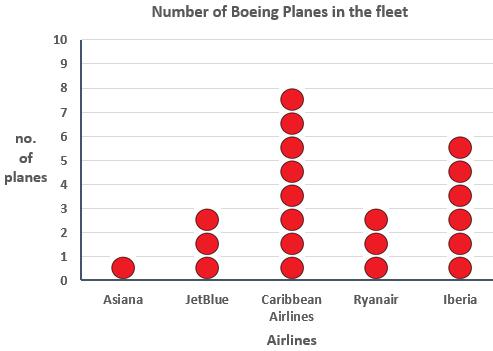 Number of Boeing Planes in the fleet
10
9
8
7
6
5
4
3
2
1
0
no.
of
planes
Asiana JetBlue Caribbean Airlines Ryanair Iberia
Airlines